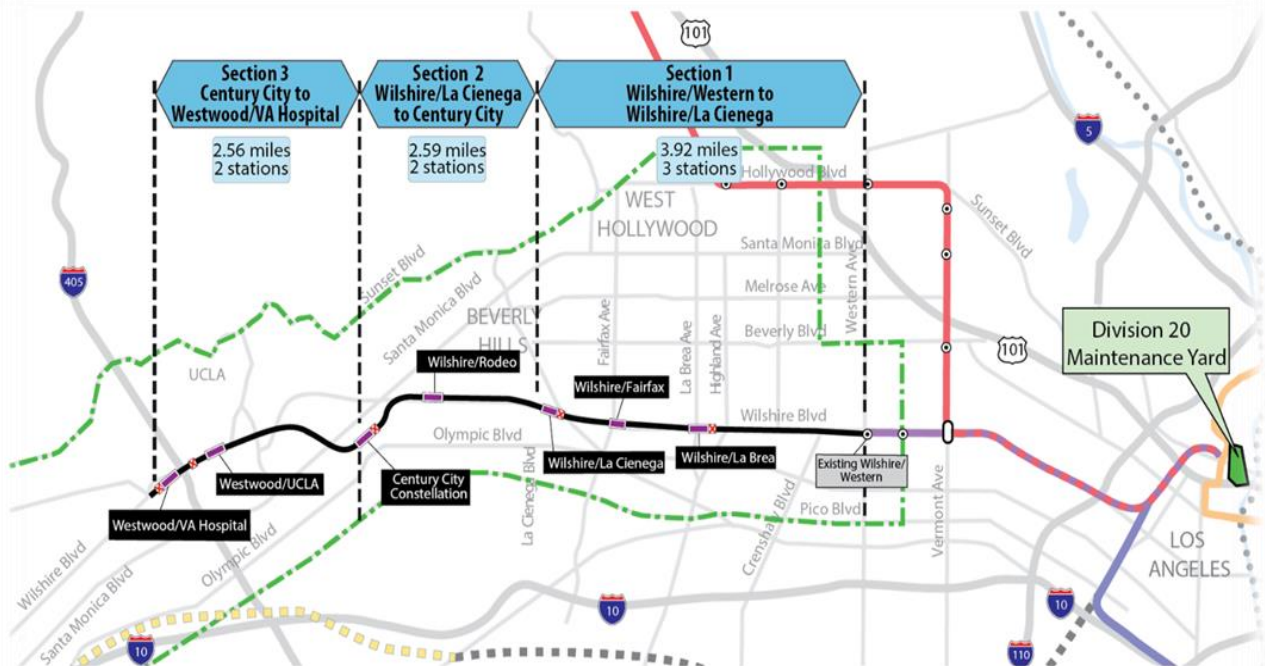 101
Section 3
Century City to
Westwood/VA Hospital
2.56 miles
2 stations
Section 2
Wilshire/La Cienega
to Century City
2.59 miles
2 stations
Section 1
Wilshire/Western to
Wilshire/La Cienega
3.92 miles
3 stations
5
Hollywood Blvd
WEST
HOLLYWOOD
Sunset Blvd
Santa Monica Blvd
Sunset Blvd
405
Melrose Ave
Western Ave
Santa Monica Blvd
BEVERLY
HILLS
Fairfax Ave
La Brea Ave
Highland Ave
Beverly Blvd
101
Division 20
Maintenance Yard
UCLA
Wilshire/Rodeo
Wilshire/Fairfax
Wilshire Blvd
Olympic Blvd
Wilshire/La Cienega
Wilshire/La Brea
Existing Wilshire/
Western
Westwood/UCLA
Century City
Constellation
La Cienega Blvd
Crenshaw Blvd
Pico Blvd
Vermont Ave
Westwood/VA Hospital
LOS
ANGELES
Wilshire Blvd
Santa Monica Blvd
Olympic Blvd
10
10
10
110